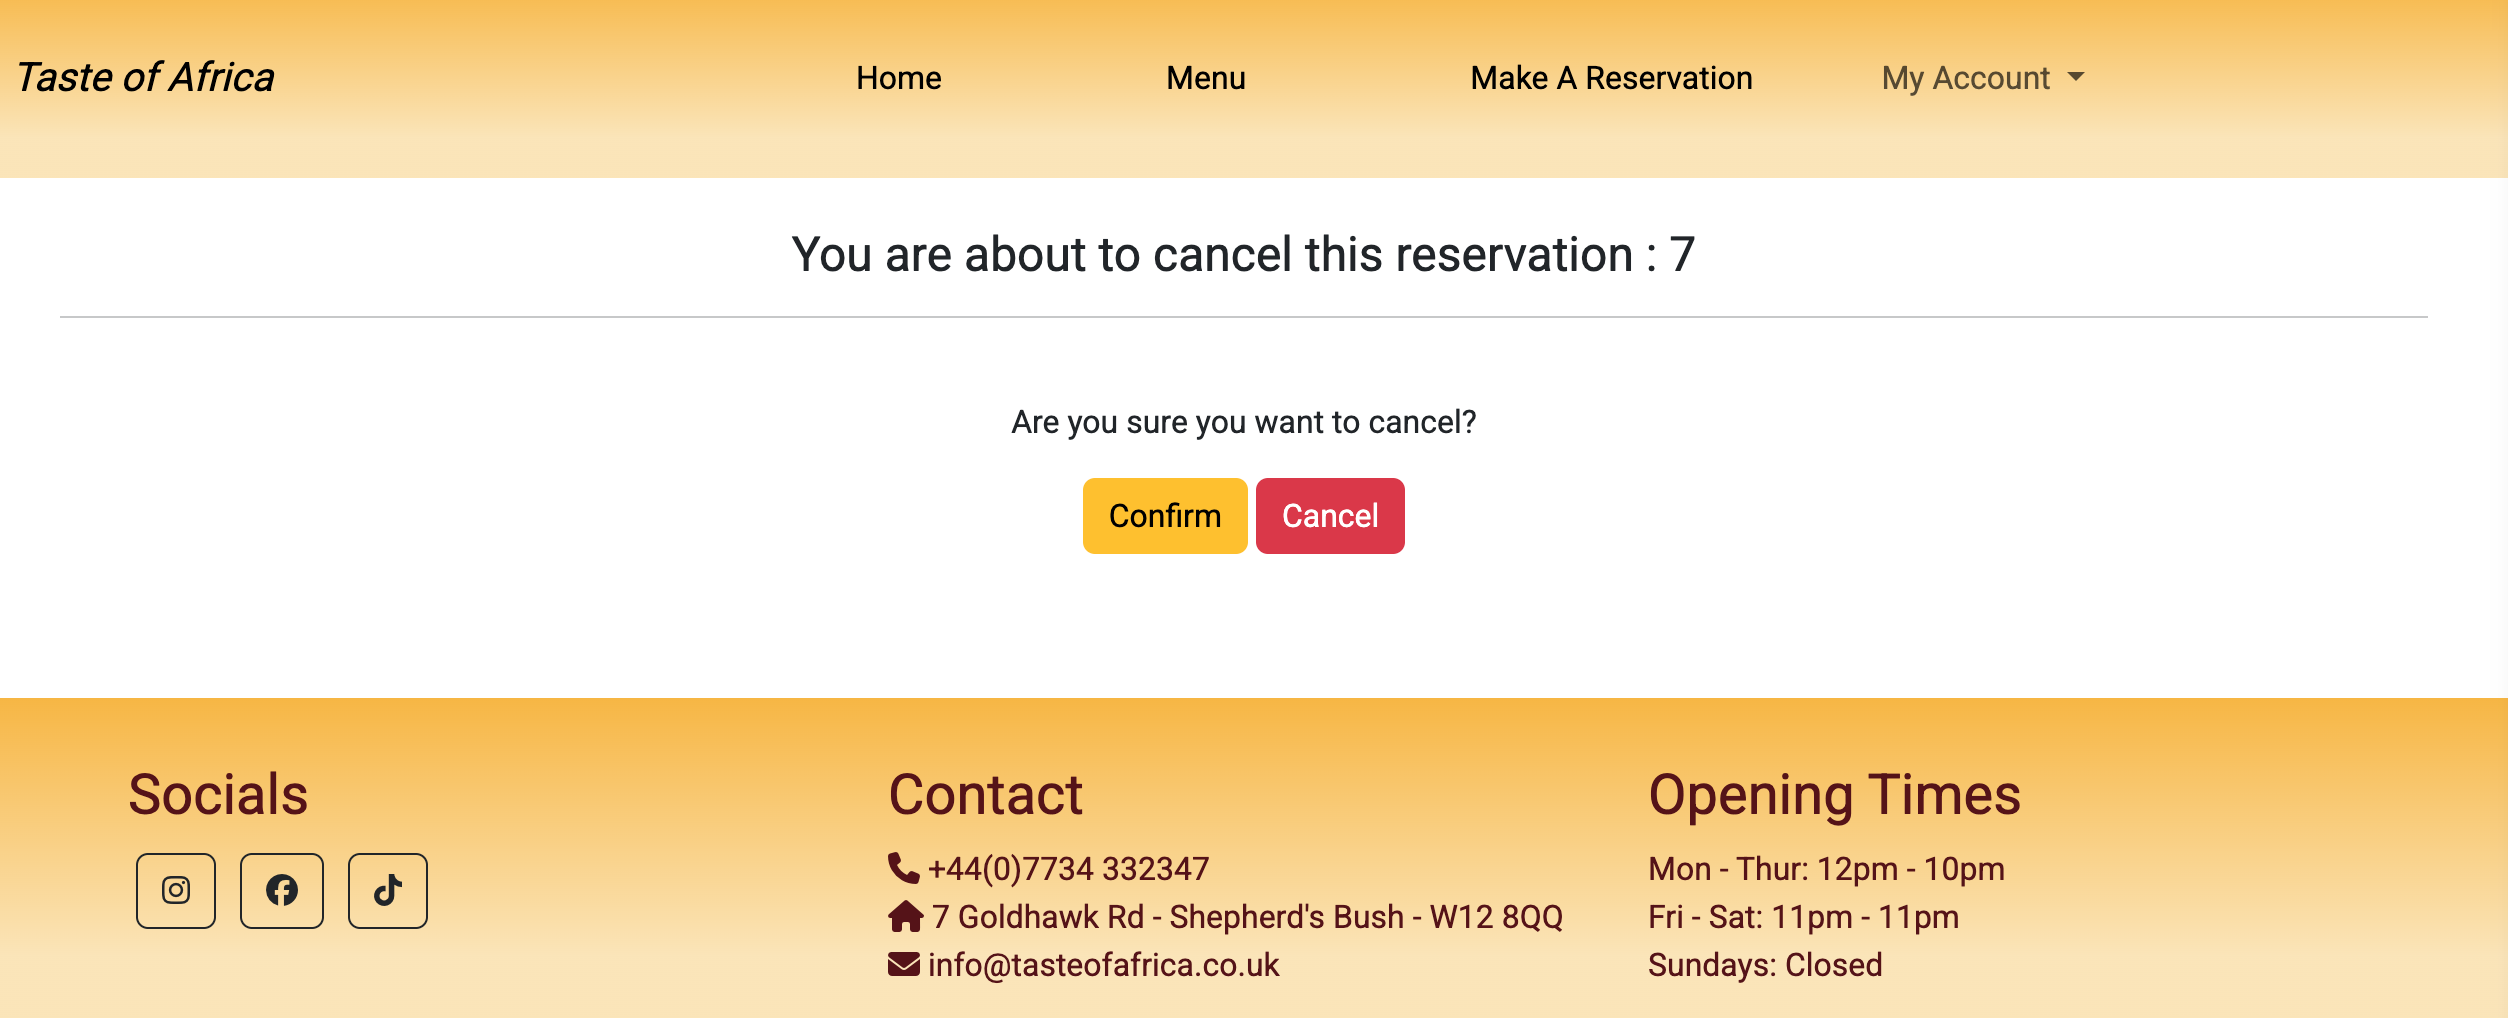 Taste of Africa
Home
Menu
Make A Reservation
My Account
You are about to cancel this reservation : 7
Are you sure you want to cancel?
Confirm
Cancel
Socials
Contact
+44(0)7734 332347
7 Goldhawk Rd - Shepherd's Bush - W12 8QQ
info@tasteofafrica.co.uk
Opening Times
Mon - Thur: 12pm - 10pm
Fri - Sat: 11pm - 11pm
Sundays: Closed